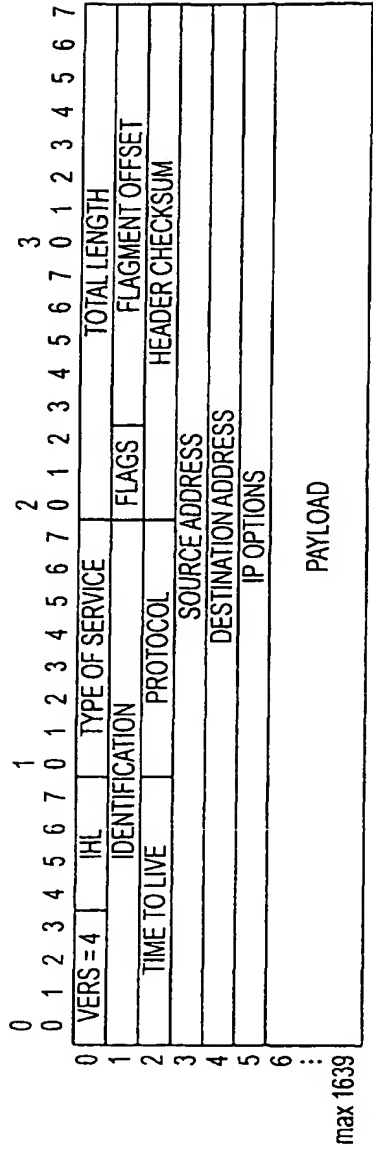 0 1 2 3
0 1 2 3 4 5 6 7 0 1 2 3 4 5 6 7 0 1 2 3 4 5 6 7 0 1 2 3 4 5 6 7
0 VERS = 4 IHL TYPE OF SERVICE TOTAL LENGTH
1 IDENTIFICATION FLAGS FLAGMENT OFFSET
2 TIME TO LIVE PROTOCOL HEADER CHECKSUM
3 SOURCE ADDRESS
4 DESTINATION ADDRESS
5 IP OPTIONS
6 PAYLOAD
:
max 1639